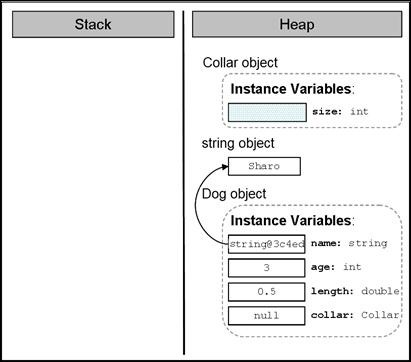 Stack
Heap
Collar object
Instance Variables:
size: int
string object
Sharo
Dog object
Instance Variables:
string@3c4ed name: string
3 age: int
0.5 length: double
null collar: Collar